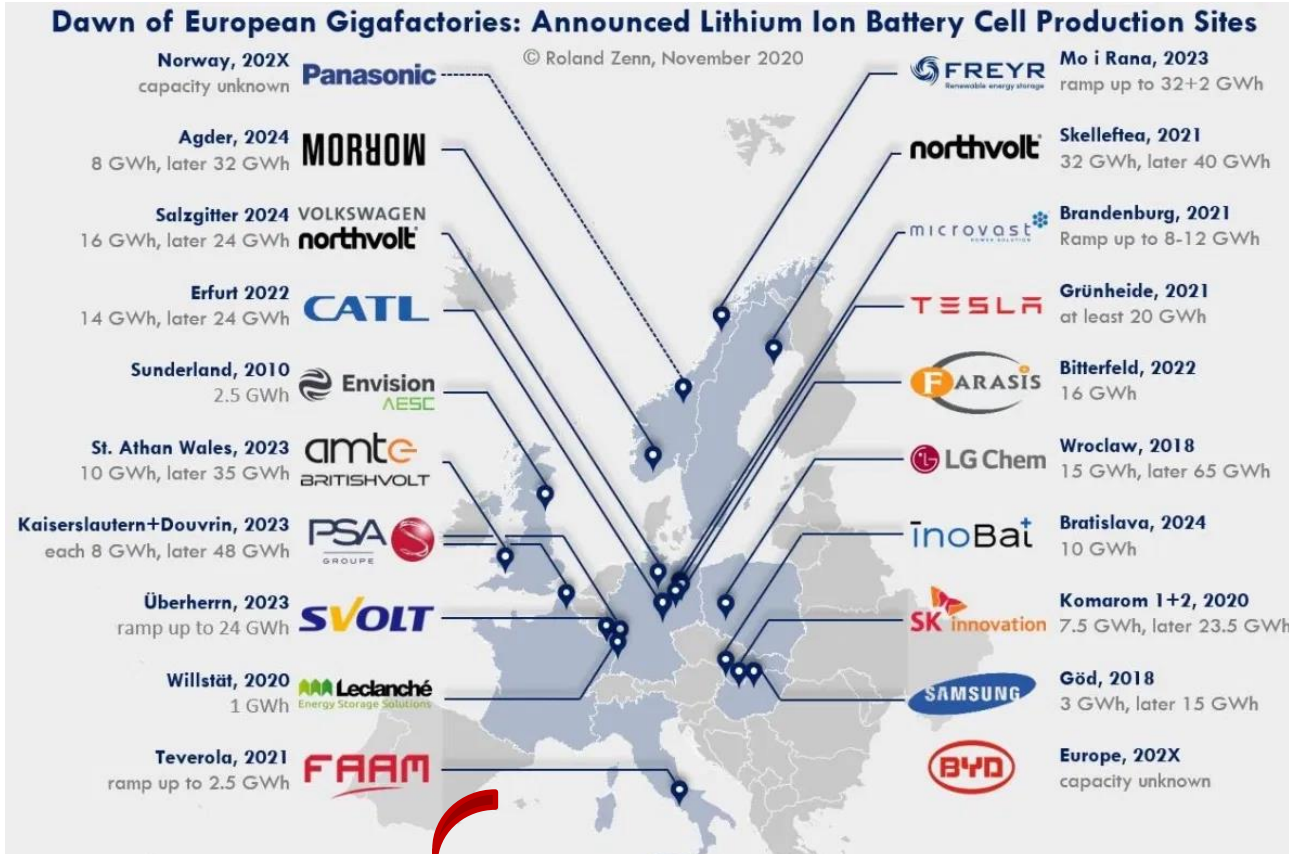 Dawn of European Gigafactories: Announced Lithium Ion Battery Cell Production Sites
© Roland Zenn, November 2020
Norway, 202X
capacity unknown
Panasonic
Agder, 2024
8 GWh, later 32 GWh
MORROW
Salzgitter 2024
16 GWh, later 24 GWh
VOLKSWAGEN
northvolt
Erfurt 2022
14 GWh, later 24 GWh
CATL
Sunderland, 2010
2.5 GWh
Envision
AESC
St. Athan Wales, 2023
10 GWh, later 35 GWh
amte
BRITISHVOLT
Kaiserslautern+Douvrin, 2023
each 8 GWh, later 48 GWh
PSA
GROUPE
Überherrn, 2023
ramp up to 24 GWh
SVOLT
Willstät, 2020
1 GWh
Leclanché
Energy Storage Solutions
Teverola, 2021
ramp up to 2.5 GWh
FAAM
FREYR
Renewable energy storage
Mo i Rana, 2023
ramp up to 32+2 GWh
northvolt
Skelleftea, 2021
32 GWh, later 40 GWh
microvast
POWER SOLUTION
Brandenburg, 2021
Ramp up to 8-12 GWh
TESLA
Grünheide, 2021
at least 20 GWh
FARASIS
Bitterfeld, 2022
16 GWh
LG Chem
Wroclaw, 2018
15 GWh, later 65 GWh
InoBat
Bratislava, 2024
10 GWh
SK innovation
Komarom 1+2, 2020
7.5 GWh, later 23.5 GWh
SAMSUNG
Göd, 2018
3 GWh, later 15 GWh
BYD
Europe, 202X
capacity unknown